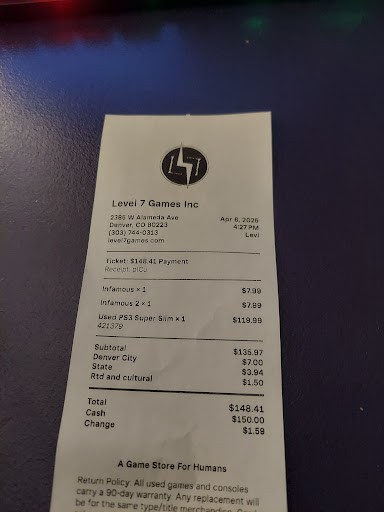 L 7
Level 7 Games Inc
2385 W Alameda Ave
Denver, CO 80223
(303) 744-0313
level7games.com
Apr 6, 2026
4:27 PM
Levi
Ticket: $148.41 Payment
Receipt:
Infamous × 1 $7.99
Infamous 2 × 1 $7.99
Used PS3 Super Slim × 1 $119.99
421379
Subtotal $135.97
Denver City $7.00
State $3.94
Rtd and cultural $1.50
Total $148.41
Cash $150.00
Change $1.59
A Game Store For Humans
Return Policy. All used games and consoles
carry a 90-day warranty. Any replacement will
be for the same type/title merchandise.